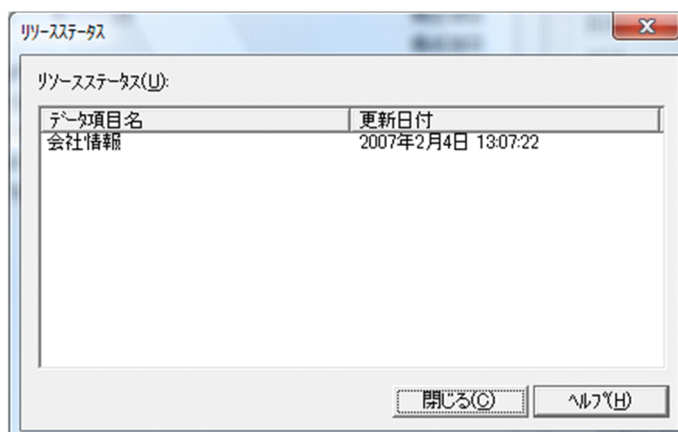 リソースステータス
リソースステータス(U):
データ項目名 更新日付
会社情報 2007年2月4日 13:07:22
閉じる(C) ヘルプ(H)